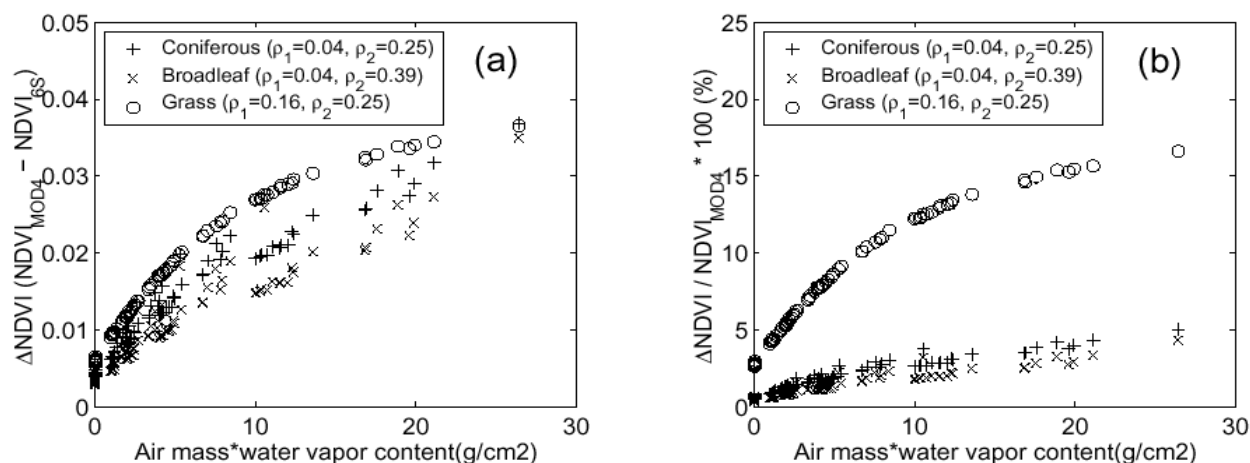 0.05
0.04
0.03
0.02
0.01
0
ΔNDVI (NDVI_MOD4 − NDVI_6S)
+ Coniferous (ρ1=0.04, ρ2=0.25)
× Broadleaf (ρ1=0.04, ρ2=0.39)
○ Grass (ρ1=0.16, ρ2=0.25)
(a)
0 10 20 30
Air mass*water vapor content(g/cm2)
25
20
15
10
5
0
ΔNDVI / NDVI_MOD4 * 100 (%)
+ Coniferous (ρ1=0.04, ρ2=0.25)
× Broadleaf (ρ1=0.04, ρ2=0.39)
○ Grass (ρ1=0.16, ρ2=0.25)
(b)
0 10 20 30
Air mass*water vapor content(g/cm2)